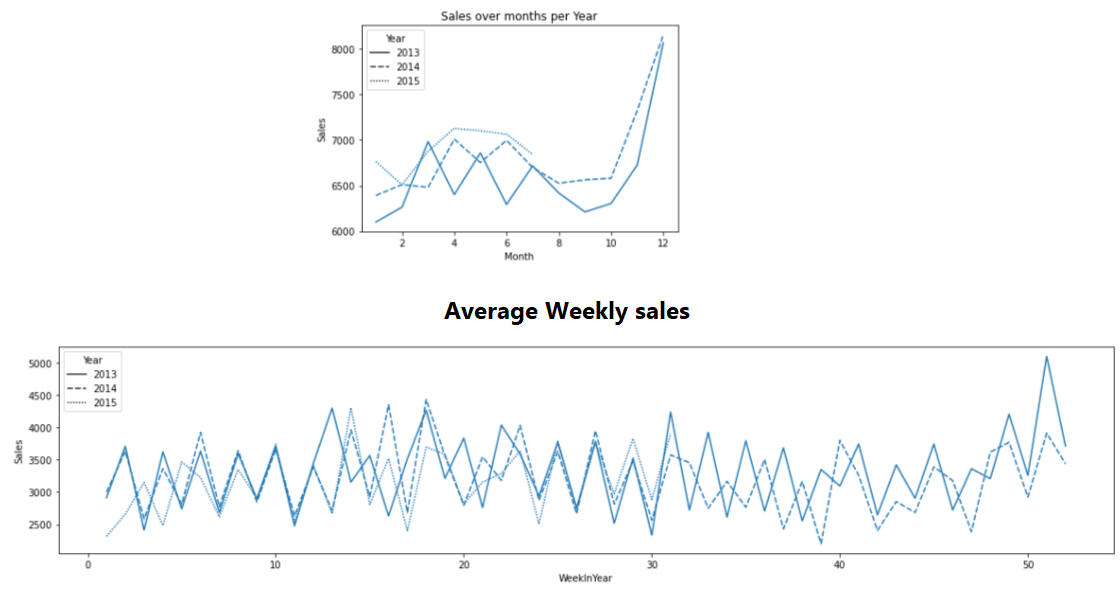 Sales over months per Year
Year
2013
2014
2015
8000
7500
7000
6500
6000
Sales
2 4 6 8 10 12
Month
Average Weekly sales
Year
2013
2014
2015
5000
4500
4000
3500
3000
2500
Sales
0 10 20 30 40 50
WeekInYear